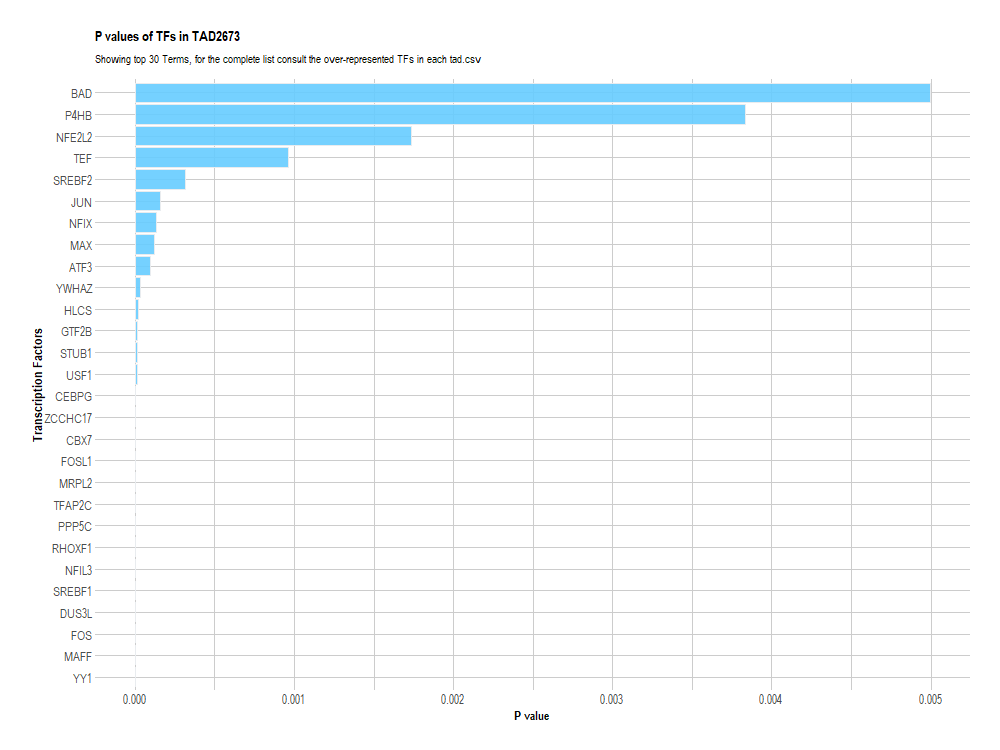 P values of TFs in TAD2673
Showing top 30 Terms, for the complete list consult the over-represented TFs in each tad.csv
Transcription Factors
BAD
P4HB
NFE2L2
TEF
SREBF2
JUN
NFIX
MAX
ATF3
YWHAZ
HLCS
GTF2B
STUB1
USF1
CEBPG
ZCCHC17
CBX7
FOSL1
MRPL2
TFAP2C
PPP5C
RHOXF1
NFIL3
SREBF1
DUS3L
FOS
MAFF
YY1
0.000 0.001 0.002 0.003 0.004 0.005
P value